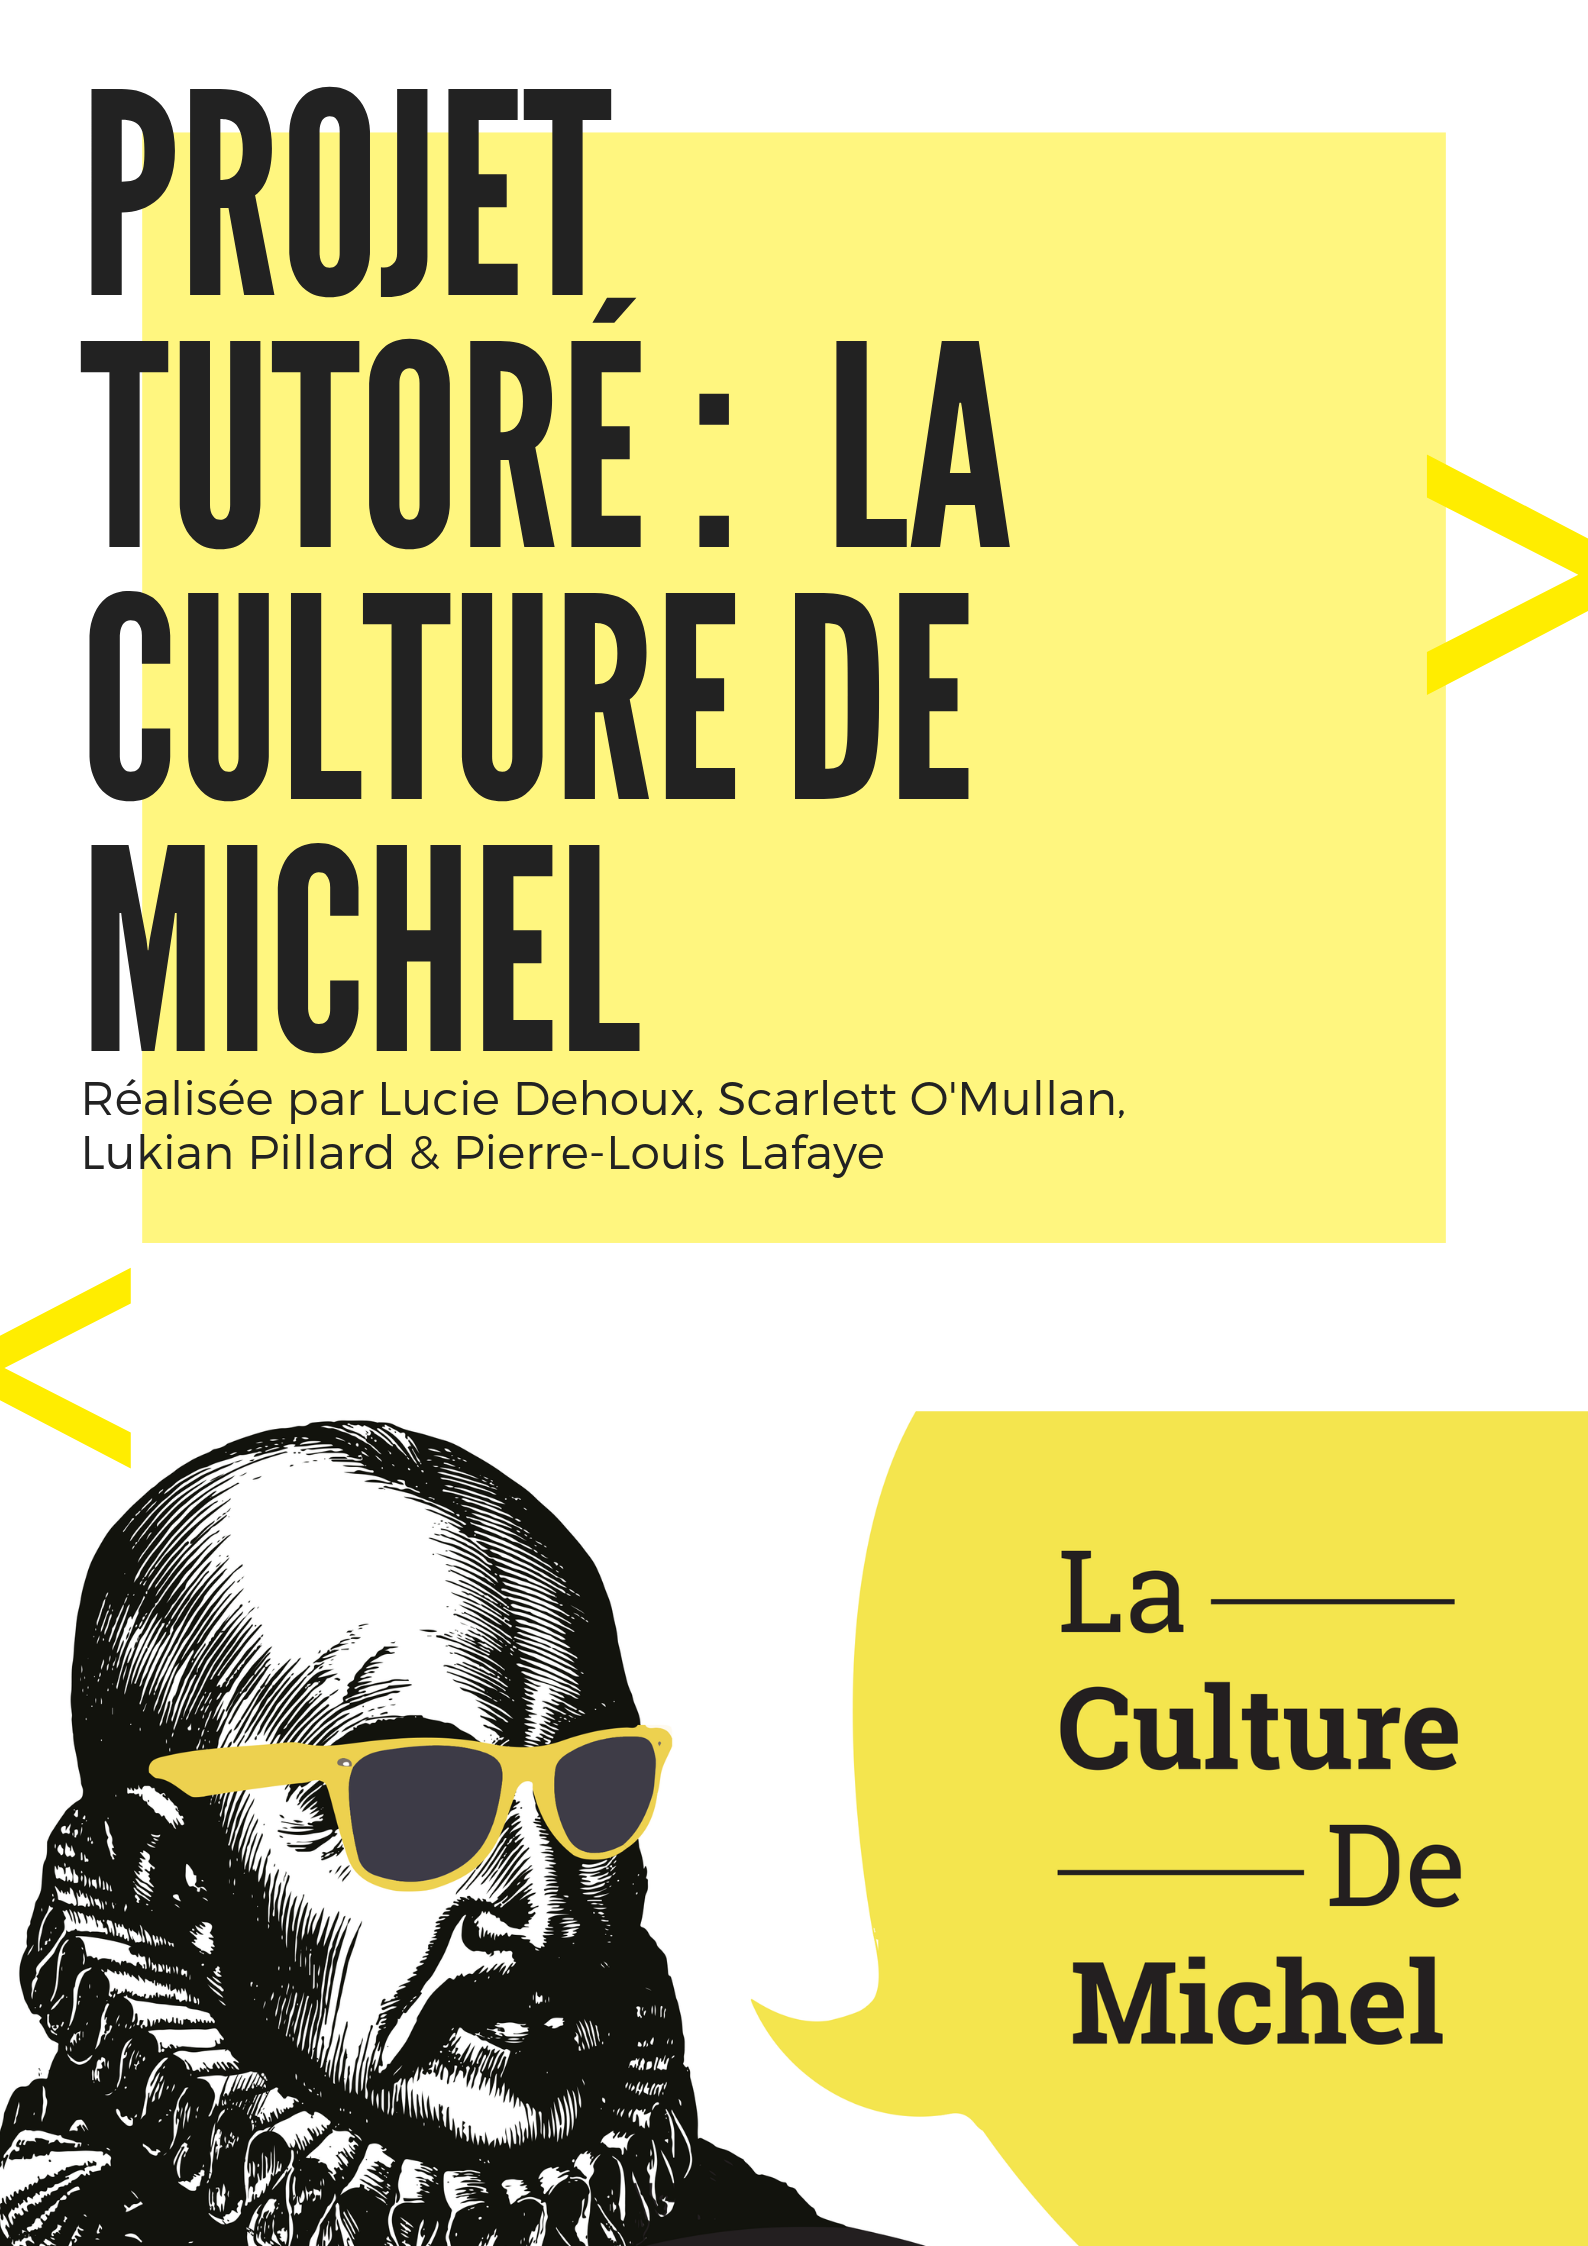 PROJET
TUTORÉ : LA
CULTURE DE
MICHEL
Réalisée par Lucie Dehoux, Scarlett O'Mullan,
Lukian Pillard & Pierre-Louis Lafaye
La
Culture
De
Michel